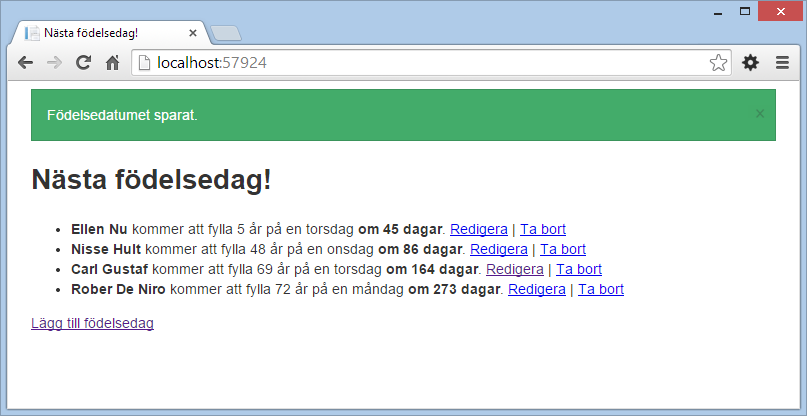 Nästa födelsedag!
localhost:57924
Födelsedatumet sparat.
×
Nästa födelsedag!
• Ellen Nu kommer att fylla 5 år på en torsdag om 45 dagar. Redigera | Ta bort
• Nisse Hult kommer att fylla 48 år på en onsdag om 86 dagar. Redigera | Ta bort
• Carl Gustaf kommer att fylla 69 år på en torsdag om 164 dagar. Redigera | Ta bort
• Rober De Niro kommer att fylla 72 år på en måndag om 273 dagar. Redigera | Ta bort
Lägg till födelsedag